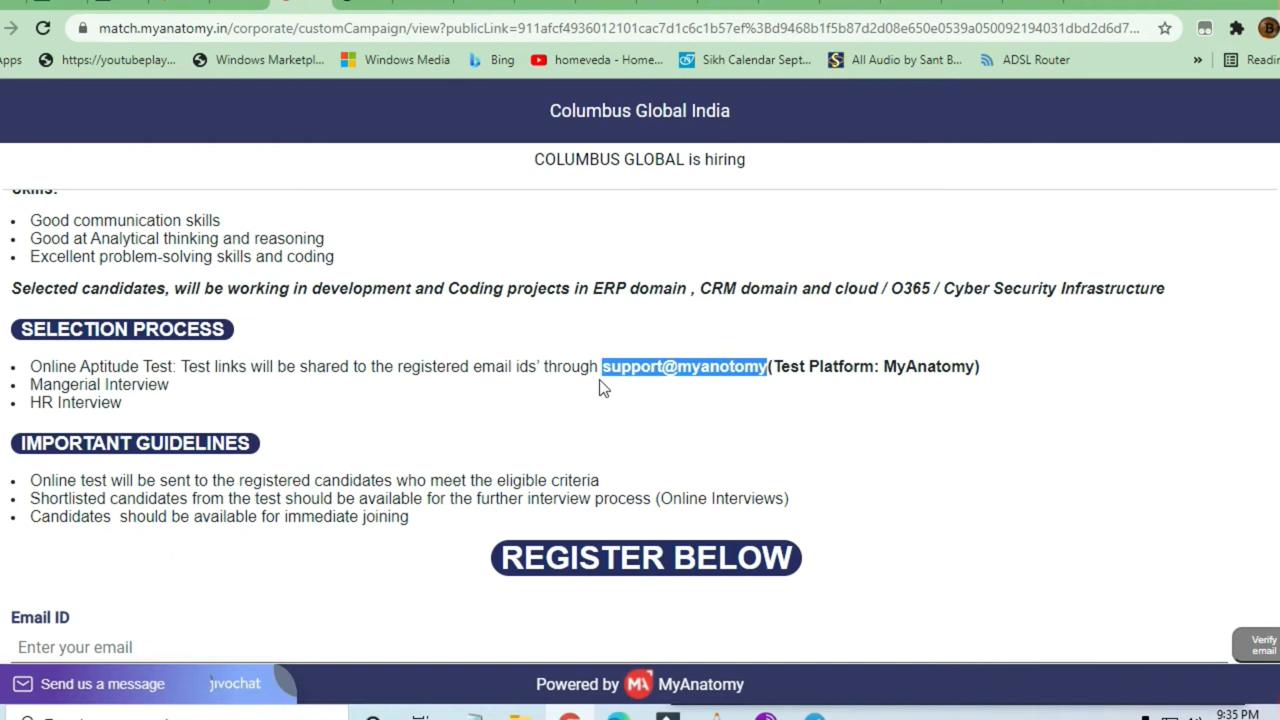 match.myanatomy.in/corporate/customCampaign/view?publicLink=911afcf4936012101cac7d1c6c1b57ef%3Bd9468b1f5b87d2d08e650e0539a050092194031dbd2d6d7...
https://youtubeplay... Windows Marketpl... Windows Media Bing homeveda - Home... Sikh Calendar Sept... All Audio by Sant B... ADSL Router »
Columbus Global India
COLUMBUS GLOBAL is hiring
Skills:
• Good communication skills
• Good at Analytical thinking and reasoning
• Excellent problem-solving skills and coding
Selected candidates, will be working in development and Coding projects in ERP domain , CRM domain and cloud / O365 / Cyber Security Infrastructure
SELECTION PROCESS
• Online Aptitude Test: Test links will be shared to the registered email ids’ through support@myanotomy(Test Platform: MyAnatomy)
• Mangerial Interview
• HR Interview
IMPORTANT GUIDELINES
• Online test will be sent to the registered candidates who meet the eligible criteria
• Shortlisted candidates from the test should be available for the further interview process (Online Interviews)
• Candidates should be available for immediate joining
REGISTER BELOW
Email ID
Enter your email
Verify
email
Send us a message jivochat
Powered by MA MyAnatomy
9:35 PM